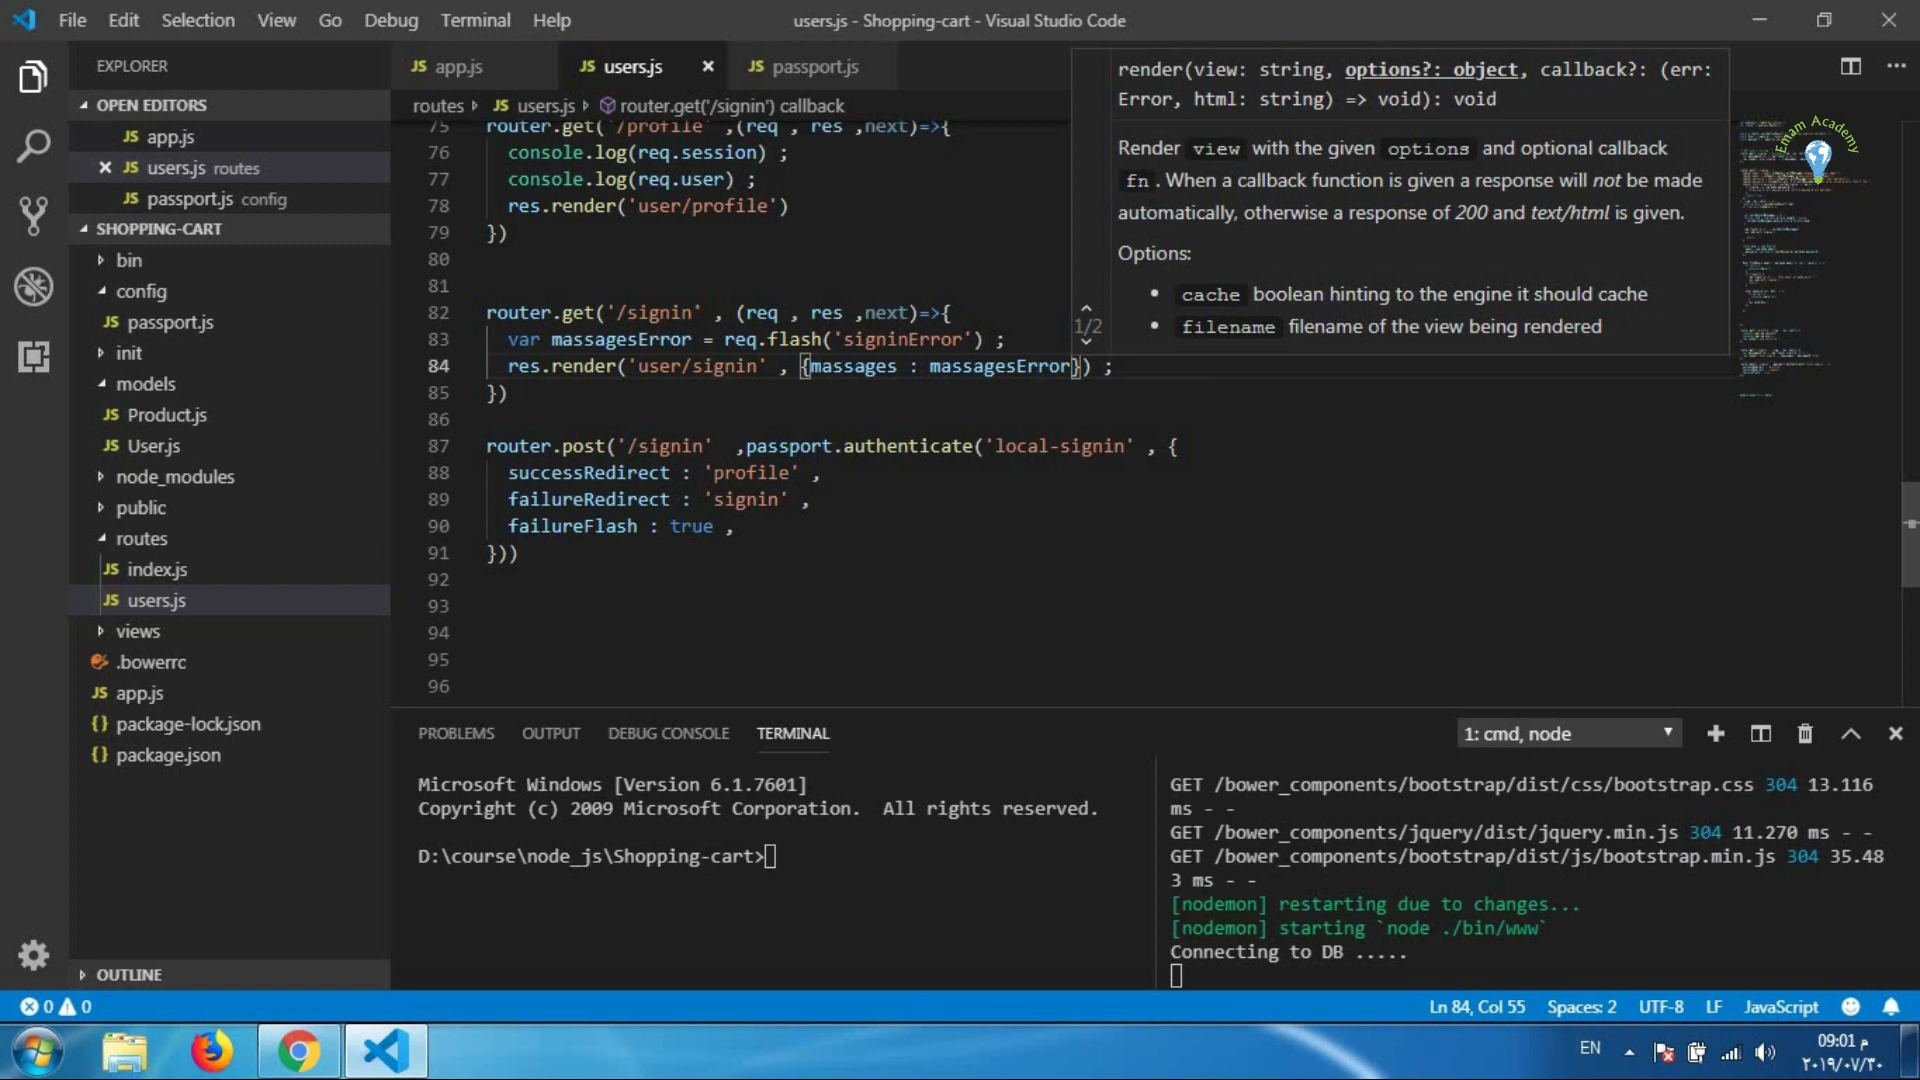 File Edit Selection View Go Debug Terminal Help
users.js - Shopping-cart - Visual Studio Code
EXPLORER
OPEN EDITORS
JS app.js
JS users.js routes
JS passport.js config
SHOPPING-CART
bin
config
JS passport.js
init
models
JS Product.js
JS User.js
node_modules
public
routes
JS index.js
JS users.js
views
.bowerrc
JS app.js
{} package-lock.json
{} package.json
OUTLINE
JS app.js JS users.js JS passport.js
routes JS users.js router.get('/signin') callback
75 router.get('/profile' ,(req , res ,next)=>{
76 console.log(req.session) ;
77 console.log(req.user) ;
78 res.render('user/profile')
79 })
80
81
82 router.get('/signin' , (req , res ,next)=>{
83 var massagesError = req.flash('signinError') ;
84 res.render('user/signin' , {massages : massagesError}) ;
85 })
86
87 router.post('/signin' ,passport.authenticate('local-signin' , {
88 successRedirect : 'profile' ,
89 failureRedirect : 'signin' ,
90 failureFlash : true ,
91 }))
92
93
94
95
96
render(view: string, options?: object, callback?: (err:
Error, html: string) => void): void
Render view with the given options and optional callback
fn . When a callback function is given a response will not be made
automatically, otherwise a response of 200 and text/html is given.
Options:
• cache boolean hinting to the engine it should cache
• filename filename of the view being rendered
1/2
Emam Academy
PROBLEMS OUTPUT DEBUG CONSOLE TERMINAL
1: cmd, node
Microsoft Windows [Version 6.1.7601]
Copyright (c) 2009 Microsoft Corporation. All rights reserved.
D:\course\node_js\Shopping-cart>
GET /bower_components/bootstrap/dist/css/bootstrap.css 304 13.116
ms - -
GET /bower_components/jquery/dist/jquery.min.js 304 11.270 ms - -
GET /bower_components/bootstrap/dist/js/bootstrap.min.js 304 35.48
3 ms - -
[nodemon] restarting due to changes...
[nodemon] starting `node ./bin/www`
Connecting to DB .....
0 0
Ln 84, Col 55 Spaces: 2 UTF-8 LF JavaScript
EN
09:01 م
٢٠١٩/٠٧/٣٠